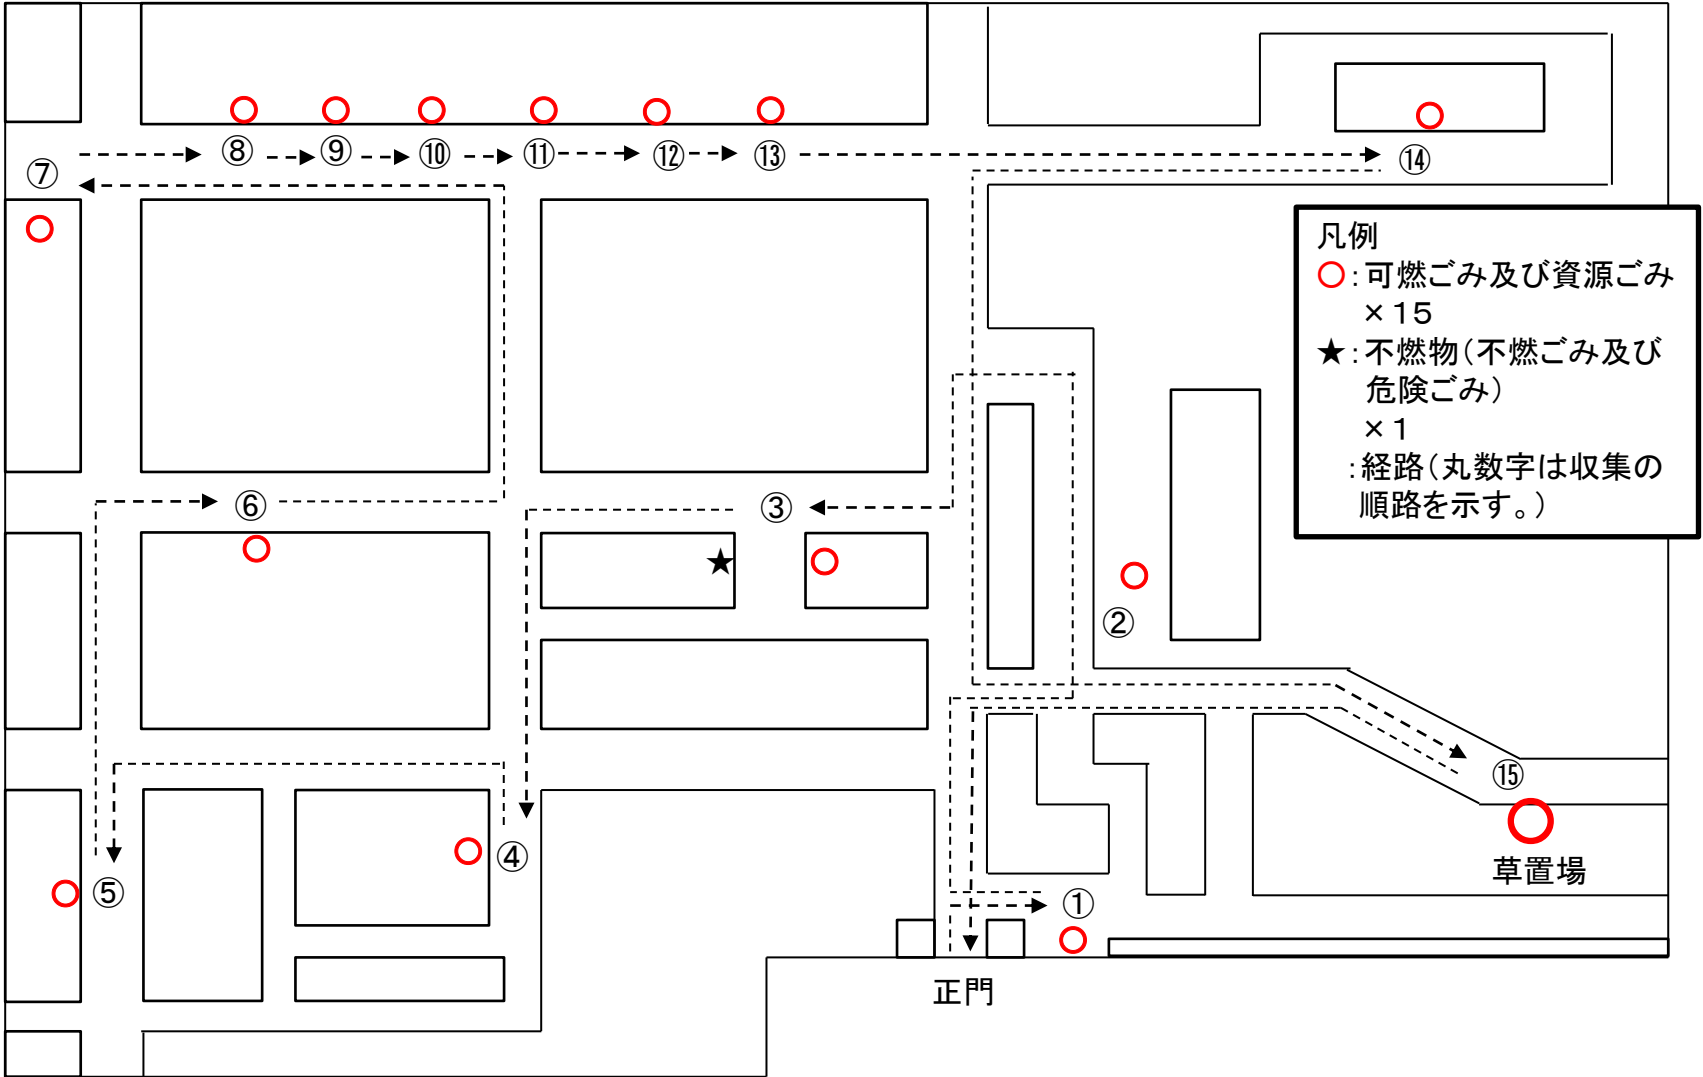 ⑧
⑨
⑩
⑪
⑫
⑬
⑭
⑦
凡例
○:可燃ごみ及び資源ごみ
×15
★:不燃物(不燃ごみ及び
危険ごみ)
×1
:経路(丸数字は収集の
順路を示す。)
⑥
③
★
②
⑮
草置場
④
⑤
①
正門